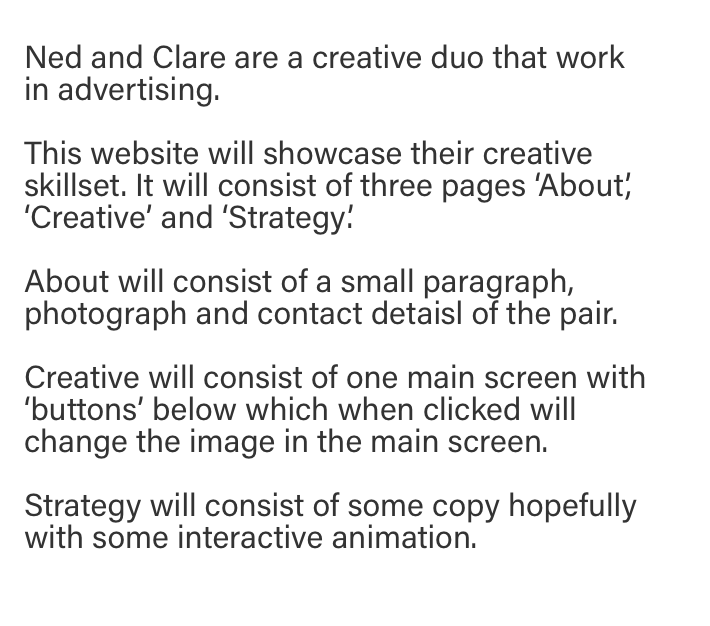 Ned and Clare are a creative duo that work
in advertising.
This website will showcase their creative
skillset. It will consist of three pages ‘About’,
‘Creative’ and ‘Strategy’.
About will consist of a small paragraph,
photograph and contact detaisl of the pair.
Creative will consist of one main screen with
‘buttons’ below which when clicked will
change the image in the main screen.
Strategy will consist of some copy hopefully
with some interactive animation.